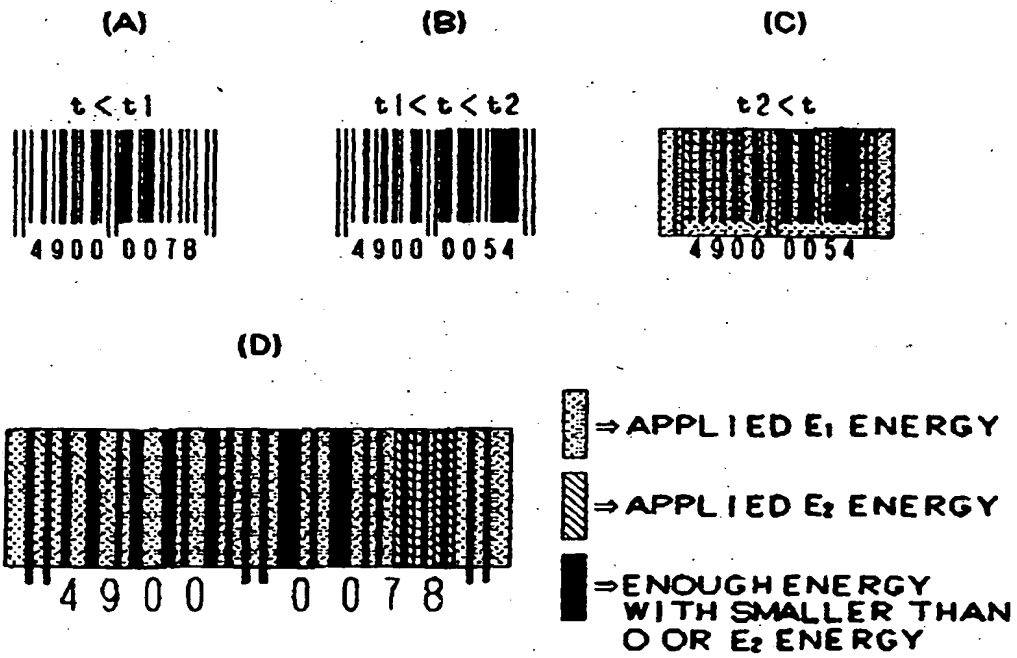 (A)
(B)
(C)
t < t1
t1 < t < t2
t2 < t
4900 0078
4900 0054
4900 0054
(D)
4900 0078
⇒ APPLIED E₁ ENERGY
⇒ APPLIED E₂ ENERGY
⇒ ENOUGH ENERGY
WITH SMALLER THAN
O OR E₂ ENERGY